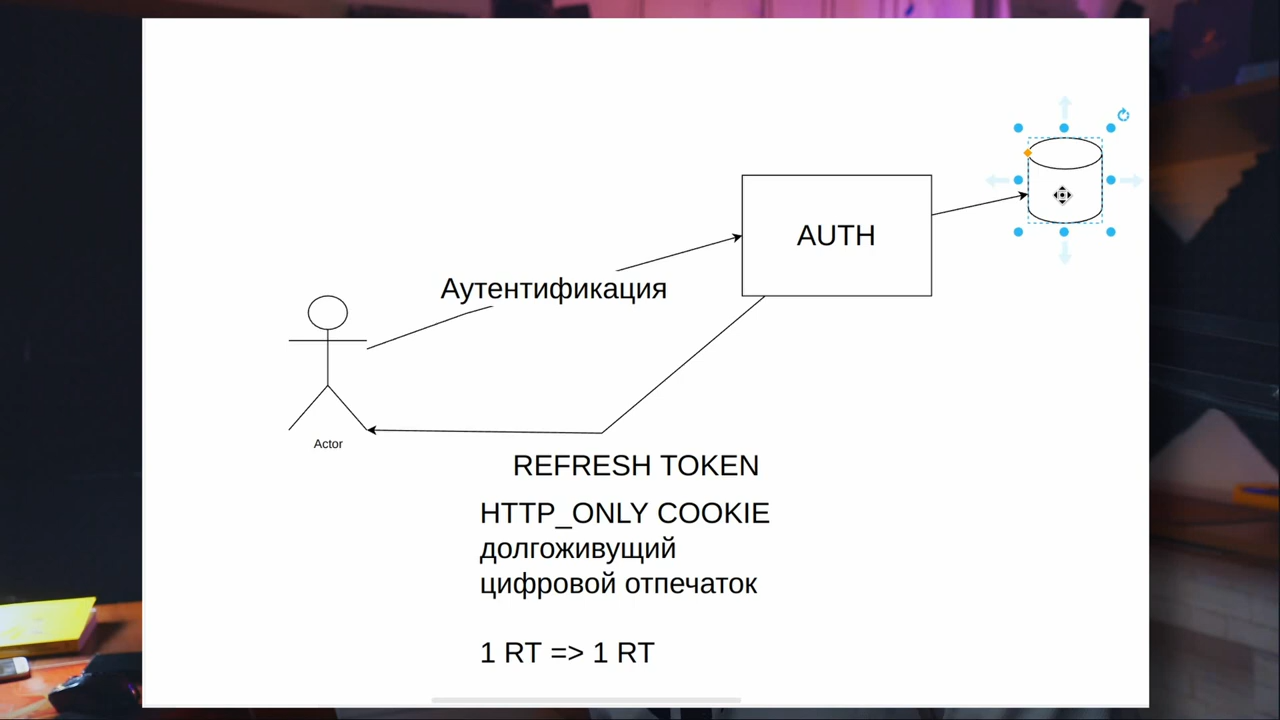 AUTH
Аутентификация
Actor
REFRESH TOKEN
HTTP_ONLY COOKIE
долгоживущий
цифровой отпечаток
1 RT => 1 RT